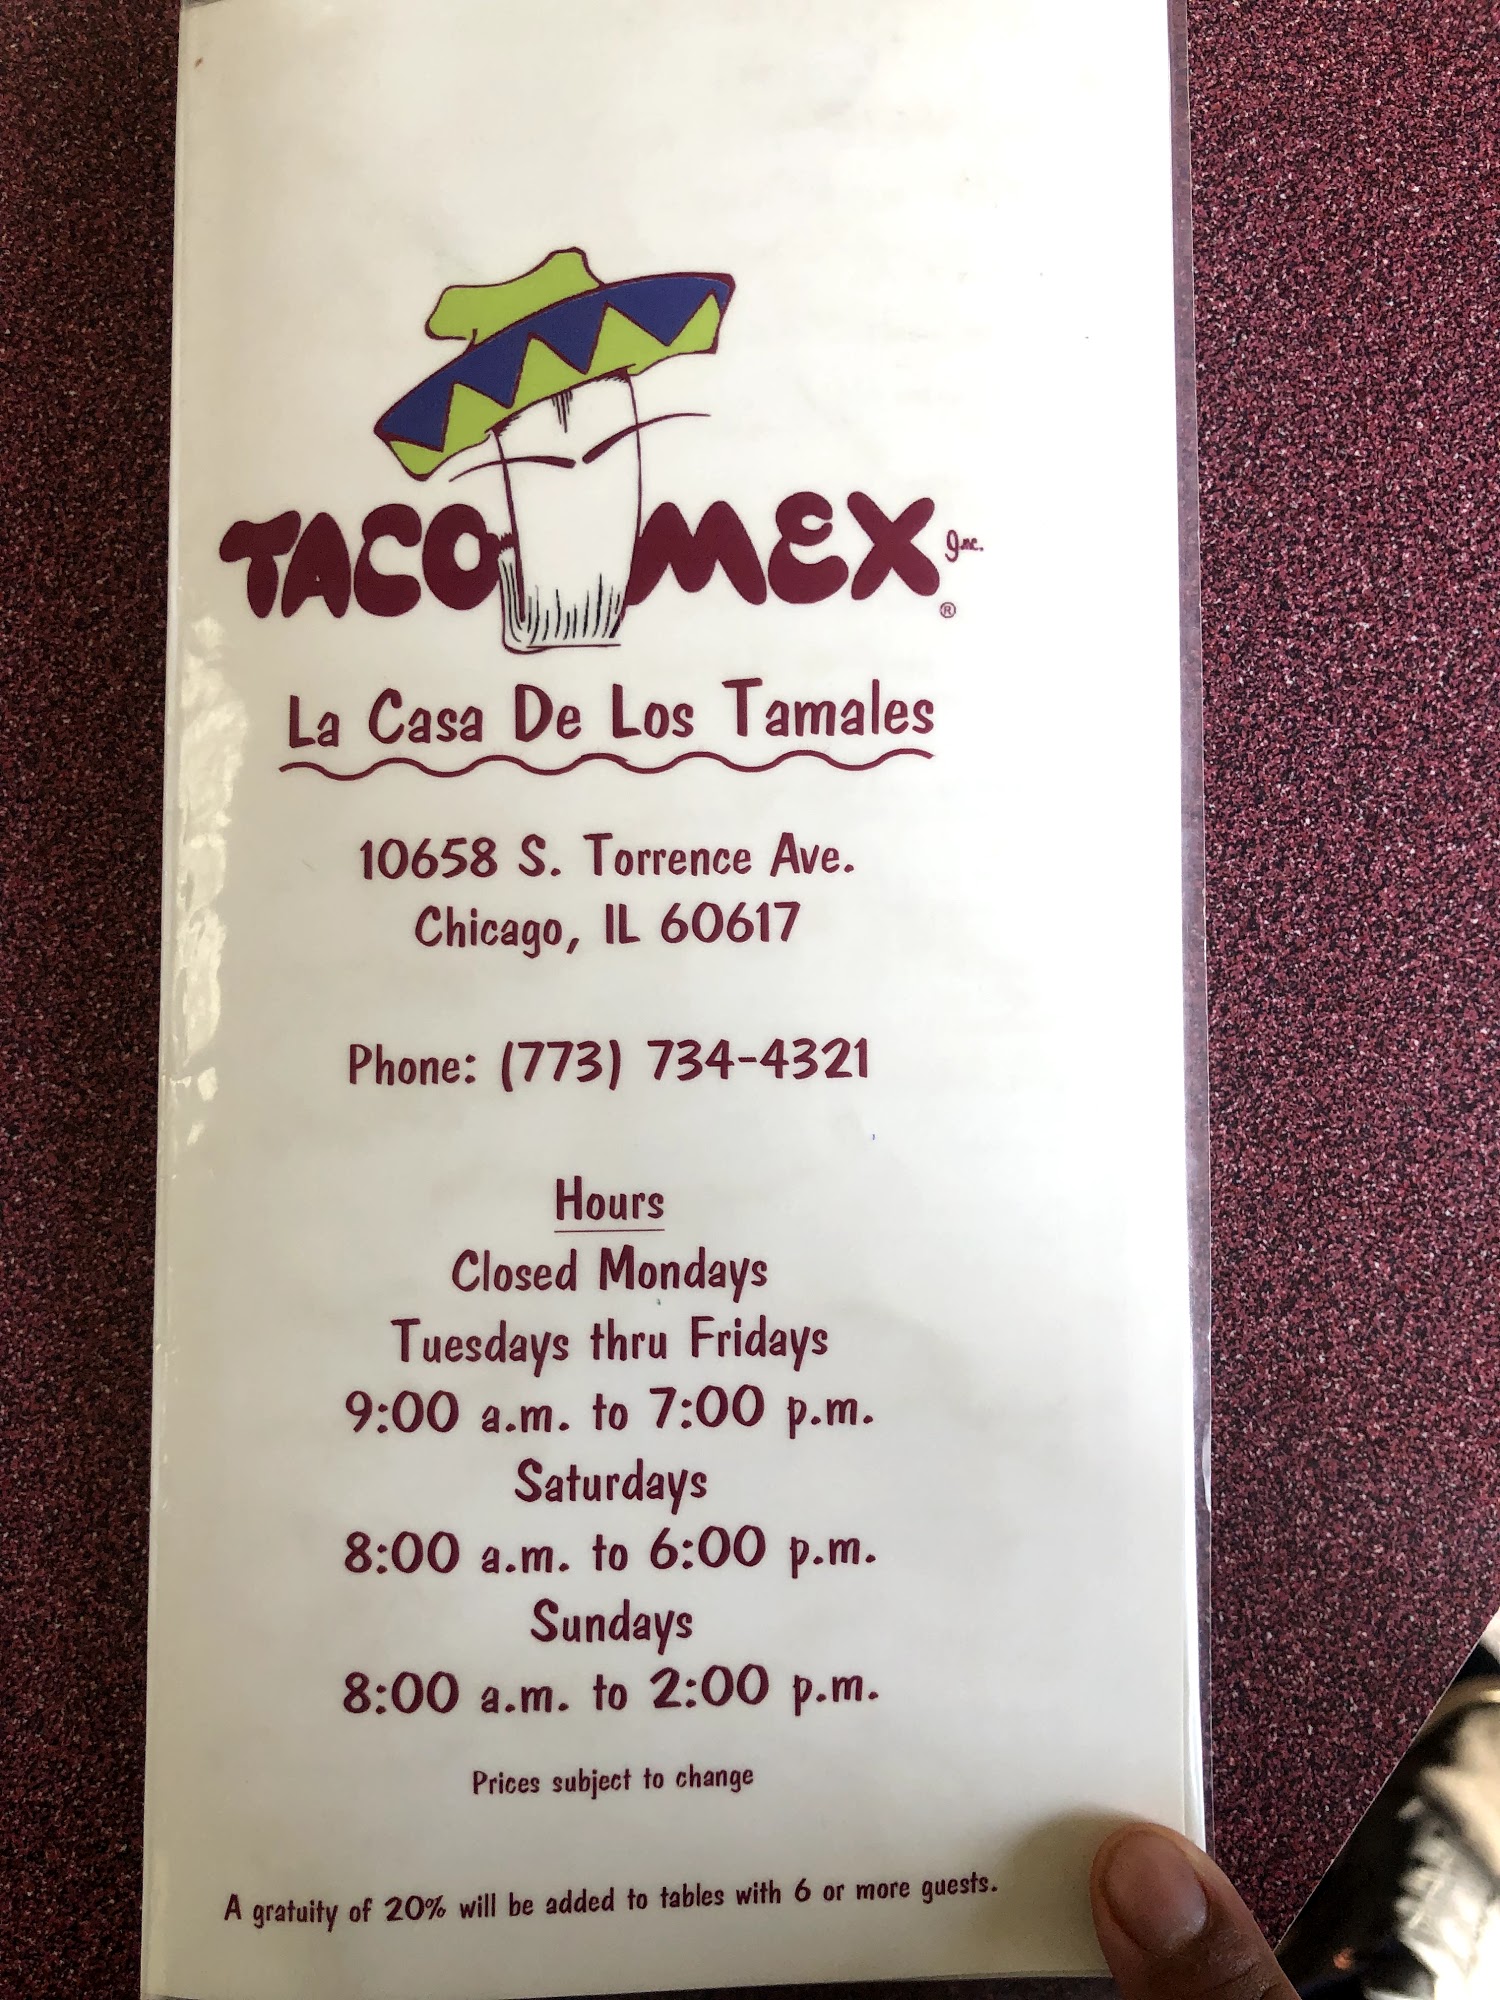 TACO MEX Inc.
®
La Casa De Los Tamales
10658 S. Torrence Ave.
Chicago, IL 60617
Phone: (773) 734-4321
Hours
Closed Mondays
Tuesdays thru Fridays
9:00 a.m. to 7:00 p.m.
Saturdays
8:00 a.m. to 6:00 p.m.
Sundays
8:00 a.m. to 2:00 p.m.
Prices subject to change
A gratuity of 20% will be added to tables with 6 or more guests.